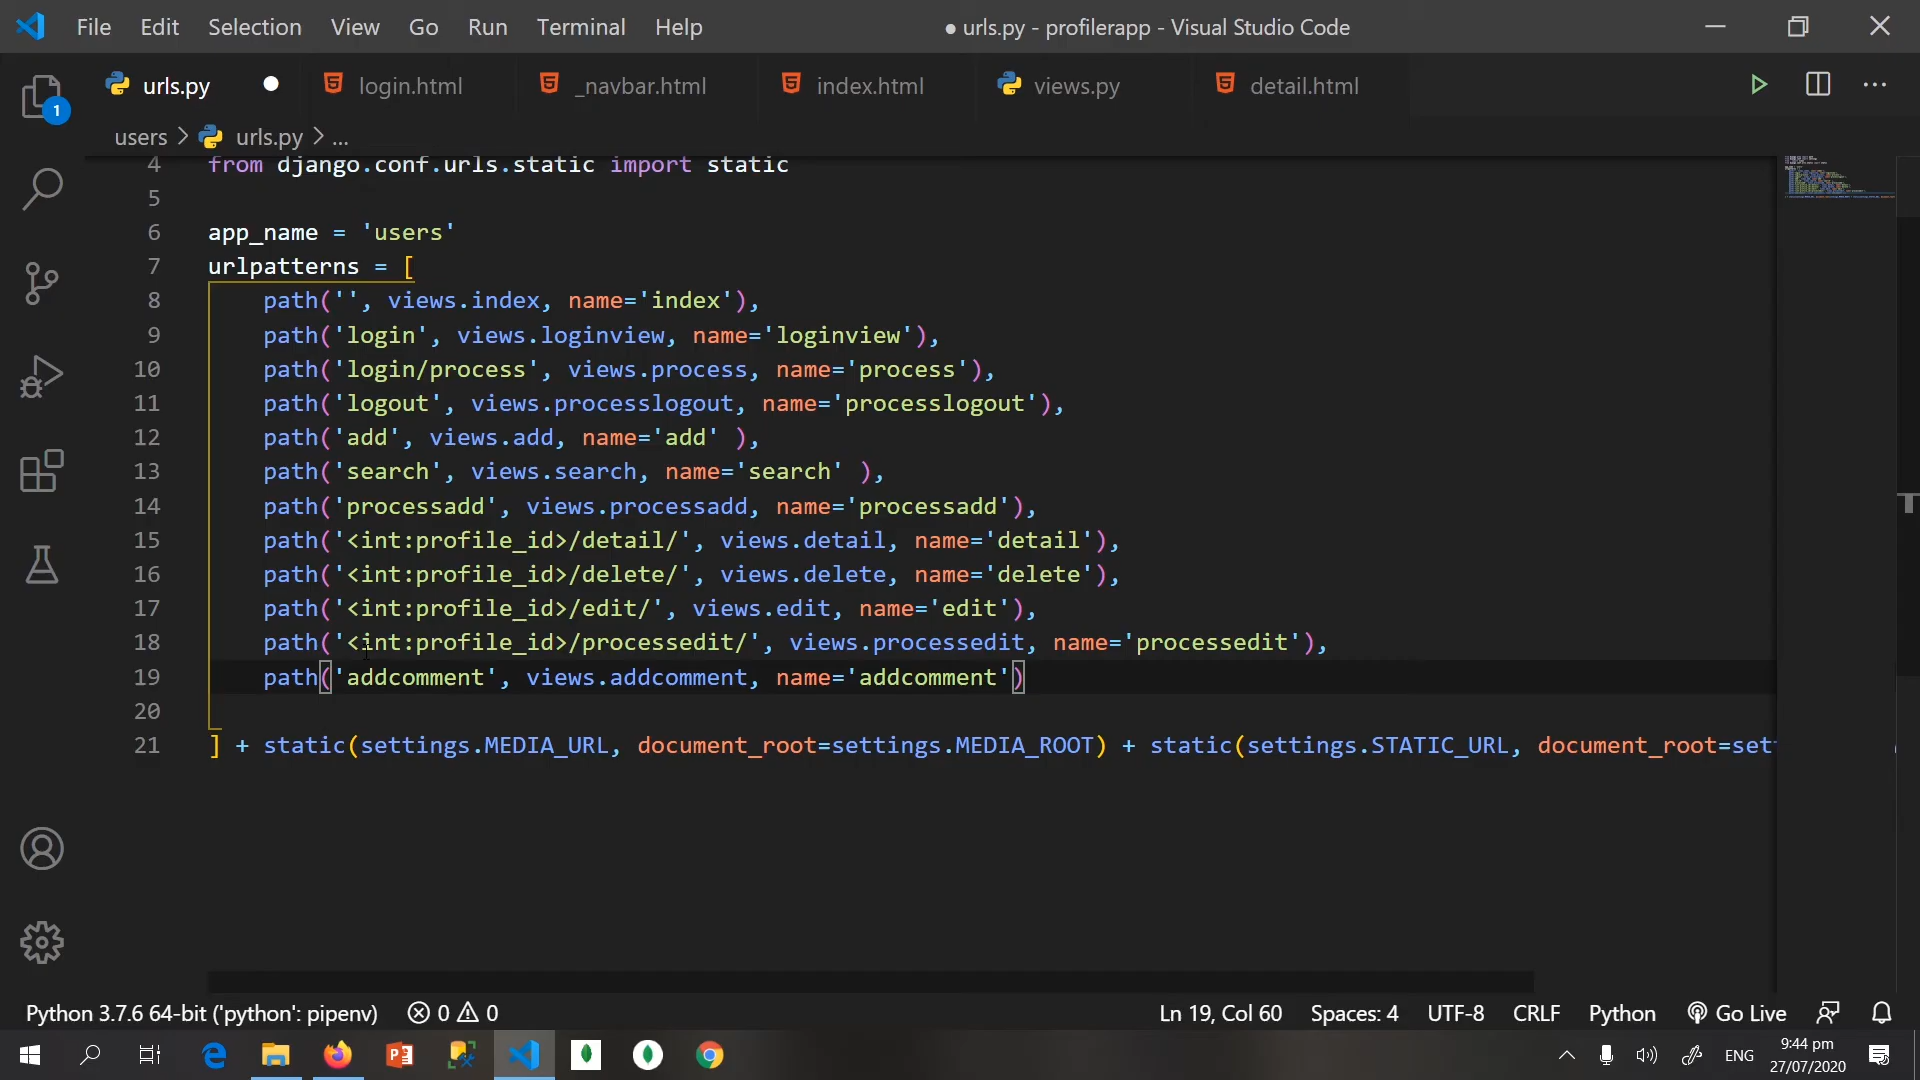 File Edit Selection View Go Run Terminal Help ● urls.py - profilerapp - Visual Studio Code
urls.py login.html _navbar.html index.html views.py detail.html
1
users > urls.py > ...
4 from django.conf.urls.static import static
5
6 app_name = 'users'
7 urlpatterns = [
8 path('', views.index, name='index'),
9 path('login', views.loginview, name='loginview'),
10 path('login/process', views.process, name='process'),
11 path('logout', views.processlogout, name='processlogout'),
12 path('add', views.add, name='add' ),
13 path('search', views.search, name='search' ),
14 path('processadd', views.processadd, name='processadd'),
15 path('<int:profile_id>/detail/', views.detail, name='detail'),
16 path('<int:profile_id>/delete/', views.delete, name='delete'),
17 path('<int:profile_id>/edit/', views.edit, name='edit'),
18 path('<int:profile_id>/processedit/', views.processedit, name='processedit'),
19 path('addcomment', views.addcomment, name='addcomment')
20
21 ] + static(settings.MEDIA_URL, document_root=settings.MEDIA_ROOT) + static(settings.STATIC_URL, document_root=set
Python 3.7.6 64-bit ('python': pipenv) 0 0 Ln 19, Col 60 Spaces: 4 UTF-8 CRLF Python Go Live
ENG 9:44 pm
27/07/2020